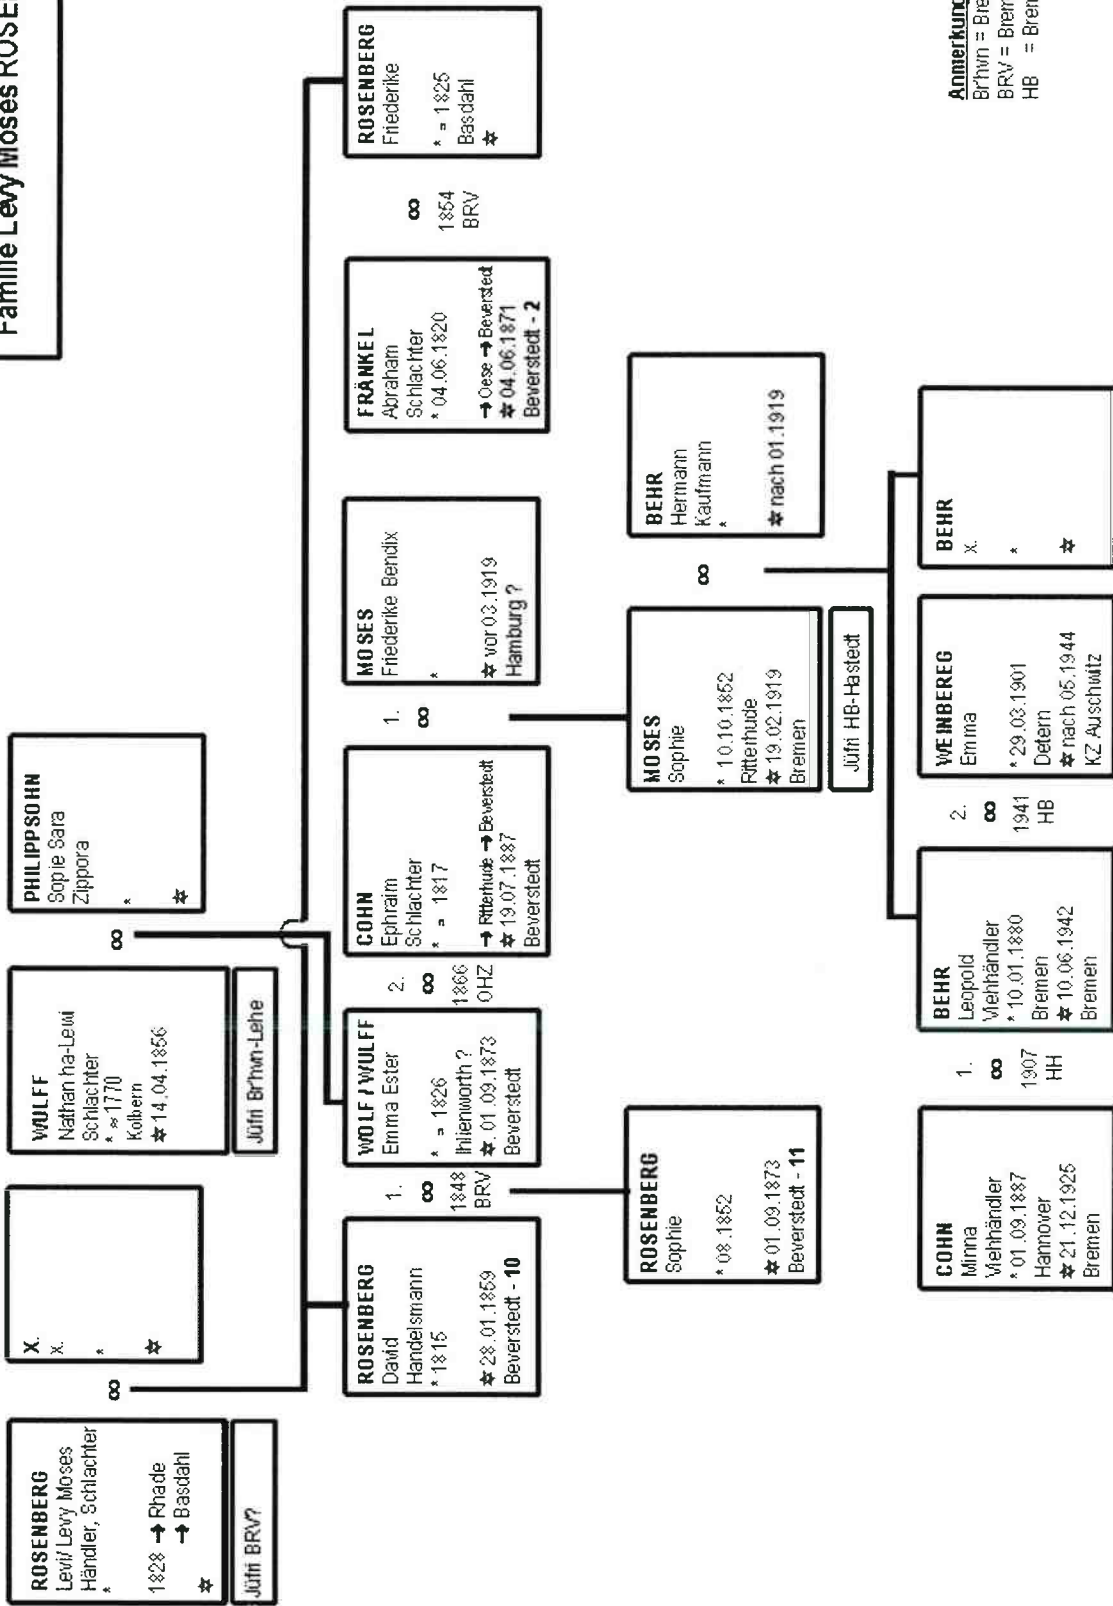 Familie Levy Moses
ROSENBERG
Levi/ Levy Moses
Händler, Schlachter
*
1828 → Rhade
→ Basdahl
✡
Jüfri BRV?
∞
X.
X.
*
✡
WULFF
Nathan ha-Lewi
Schlachter
* ≈ 1770
Kolbern
✡ 14.04.1856
Jüfri Br'hvn-Lehe
∞
PHILIPPSOHN
Sopie Sara
Zippora
*
✡
ROSENBERG
David
Handelsmann
* 1815
✡ 28.01.1859
Beverstedt - 10
1.
∞
1848
BRV
WOLF / WULFF
Emma Ester
* ≈ 1826
Ihlienworth ?
✡. 01.09.1873
Beverstedt
2.
∞
1866
OHZ
COHN
Ephraim
Schlachter
* ≈ 1817
→ Ritterhude → Beverstedt
✡ 19.07.1887
Beverstedt
1.
∞
MOSES
Friederike Bendix
*
✡ vor 03.1919
Hamburg ?
FRÄNKEL
Abraham
Schlachter
* 04.06.1820
→ Oese → Beverstedt
✡ 04.06.1871
Beverstedt - 2
∞
1854
BRV
ROSENBERG
Friederike
* ≈ 1825
Basdahl
✡
ROSENBERG
Sophie
* 08.1852
✡ 01.09.1873
Beverstedt - 11
MOSES
Sophie
* 10.10.1852
Ritterhude
✡ 19.02.1919
Bremen
Jüfri HB-Hastedt
∞
BEHR
Hermann
Kaufmann
*
✡ nach 01.1919
COHN
Minna
Viehhändler
* 01.09.1887
Hannover
✡ 21.12.1925
Bremen
1.
∞
1907
HH
BEHR
Leopold
Viehhändler
* 10.01.1880
Bremen
✡ 10.06.1942
Bremen
2.
∞
1941
HB
WEINBEREG
Emma
* 29.03.1901
Detern
✡ nach 05.1944
KZ Auschwitz
BEHR
X.
*
✡
Anmerkung
Br'hvn = Bre
BRV = Brem
HB = Brem